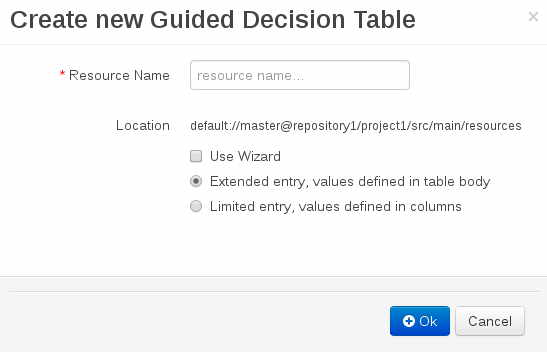 Create new Guided Decision Table ×
* Resource Name resource name...
Location default://master@repository1/project1/src/main/resources
Use Wizard
Extended entry, values defined in table body
Limited entry, values defined in columns
Ok Cancel